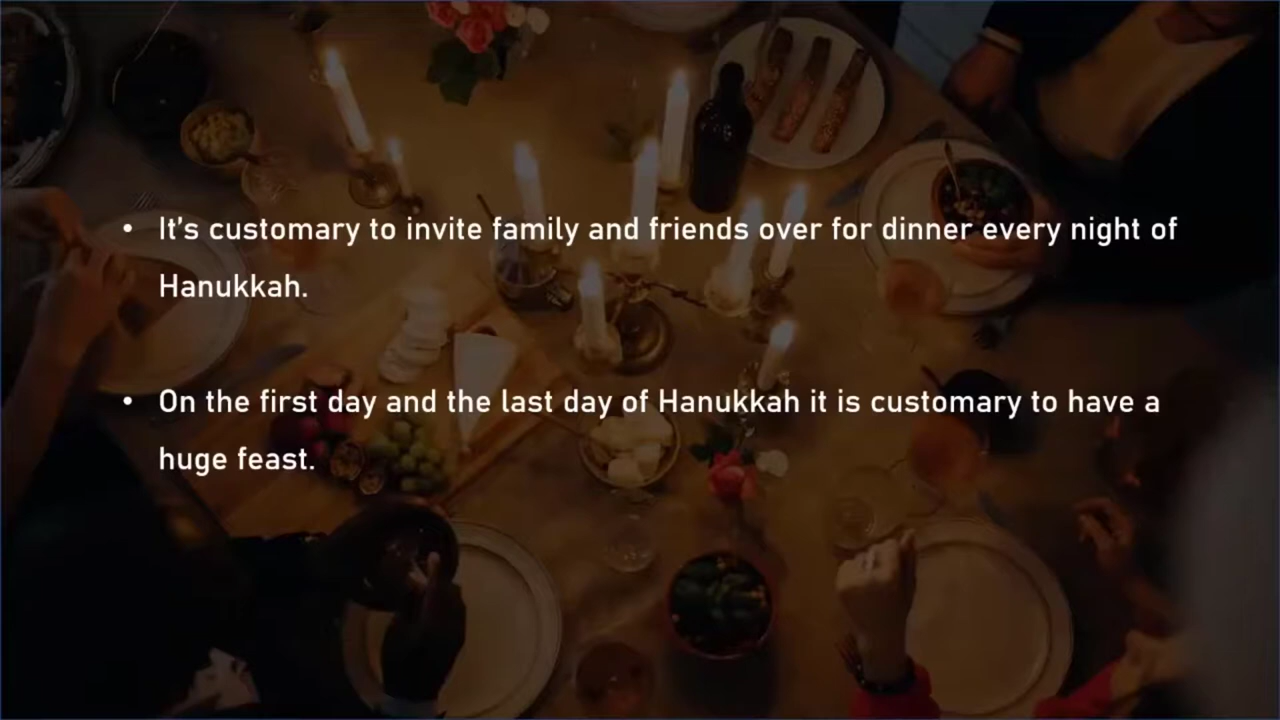 • It’s customary to invite family and friends over for dinner every night of
Hanukkah.
• On the first day and the last day of Hanukkah it is customary to have a
huge feast.